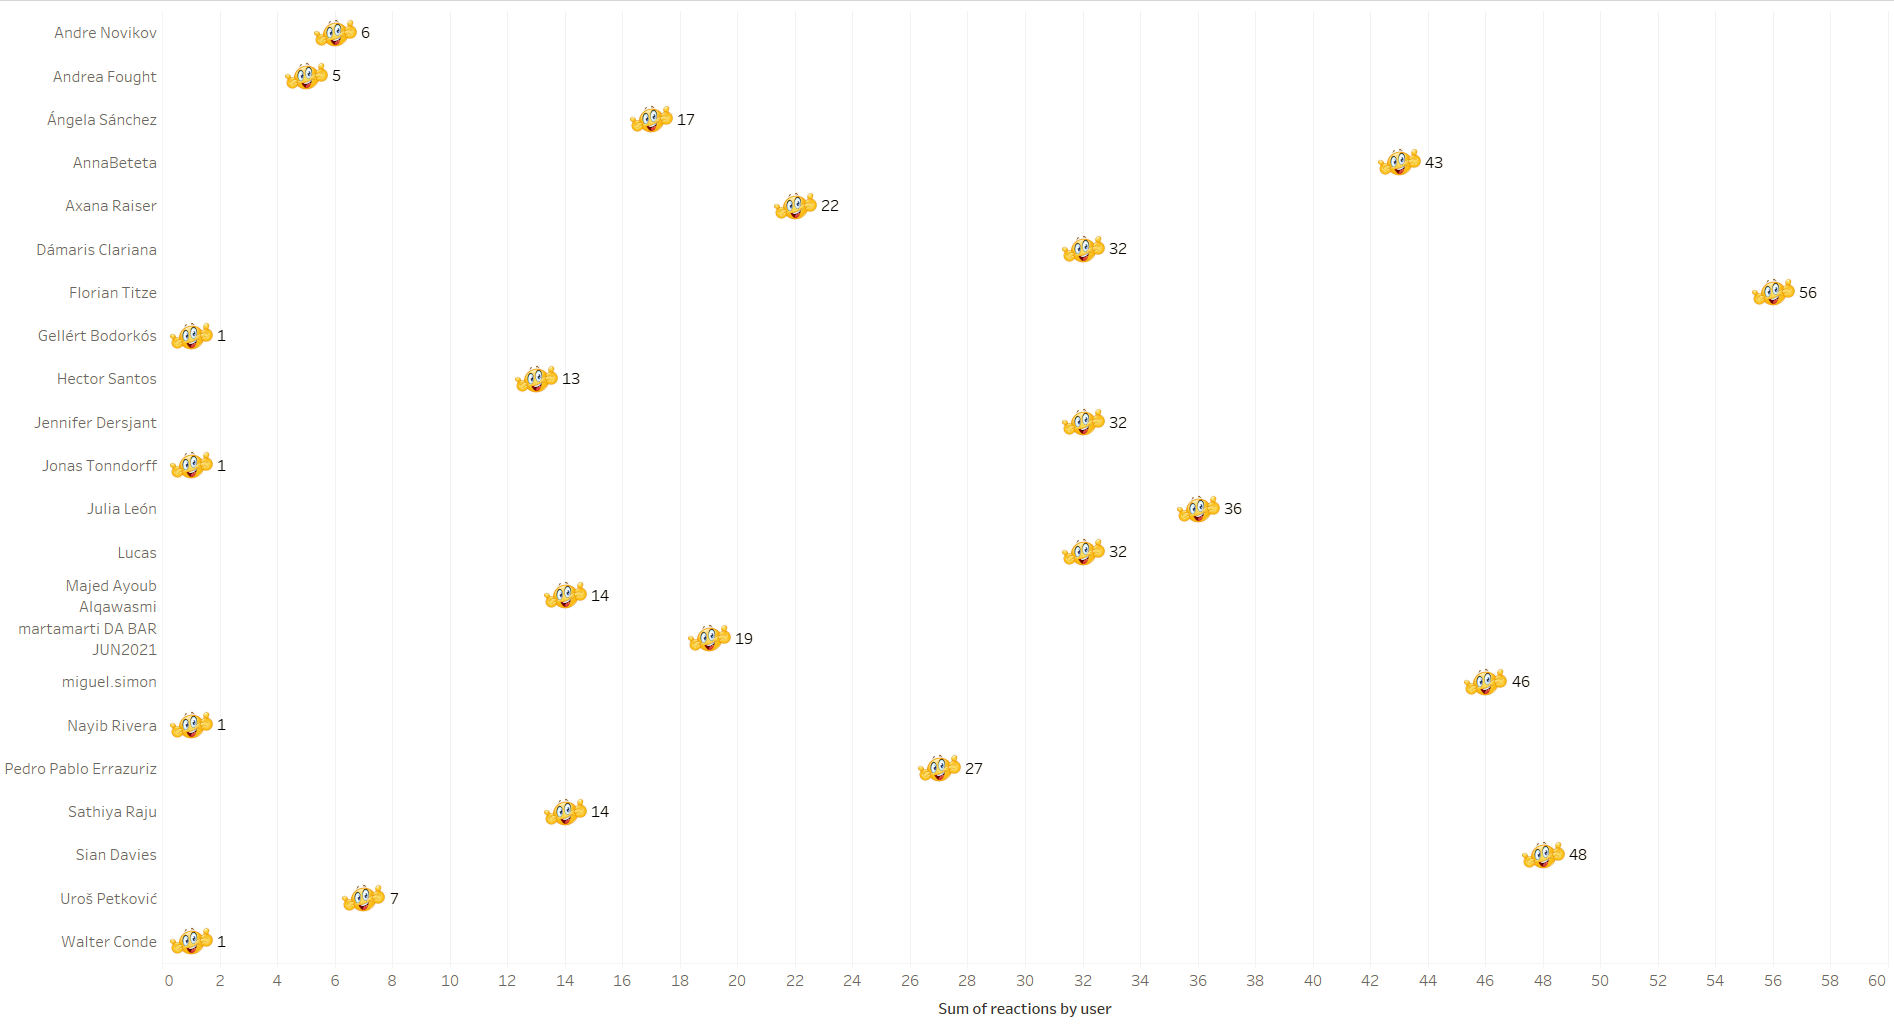 Andre Novikov 6
Andrea Fought 5
Ángela Sánchez 17
AnnaBeteta 43
Axana Raiser 22
Dámaris Clariana 32
Florian Titze 56
Gellért Bodorkós 1
Hector Santos 13
Jennifer Dersjant 32
Jonas Tonndorff 1
Julia León 36
Lucas 32
Majed Ayoub
Alqawasmi 14
martamarti DA BAR
JUN2021 19
miguel.simon 46
Nayib Rivera 1
Pedro Pablo Errazuriz 27
Sathiya Raju 14
Sian Davies 48
Uroš Petković 7
Walter Conde 1
0 2 4 6 8 10 12 14 16 18 20 22 24 26 28 30 32 34 36 38 40 42 44 46 48 50 52 54 56 58 60
Sum of reactions by user